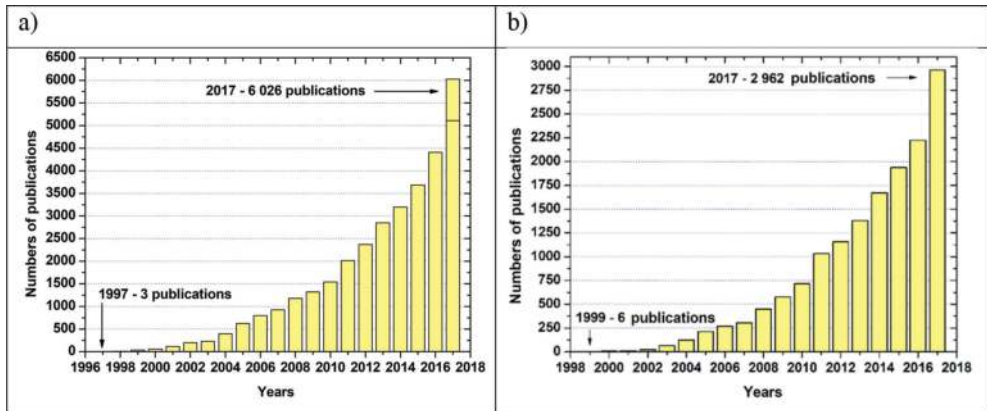 a)
6500
6000
5500
5000
4500
4000
3500
3000
2500
2000
1500
1000
500
0
Numbers of publications
2017 - 6 026 publications
1997 - 3 publications
1996 1998 2000 2002 2004 2006 2008 2010 2012 2014 2016 2018
Years
b)
3000
2750
2500
2250
2000
1750
1500
1250
1000
750
500
250
0
Numbers of publications
2017 - 2 962 publications
1999 - 6 publications
1998 2000 2002 2004 2006 2008 2010 2012 2014 2016 2018
Years